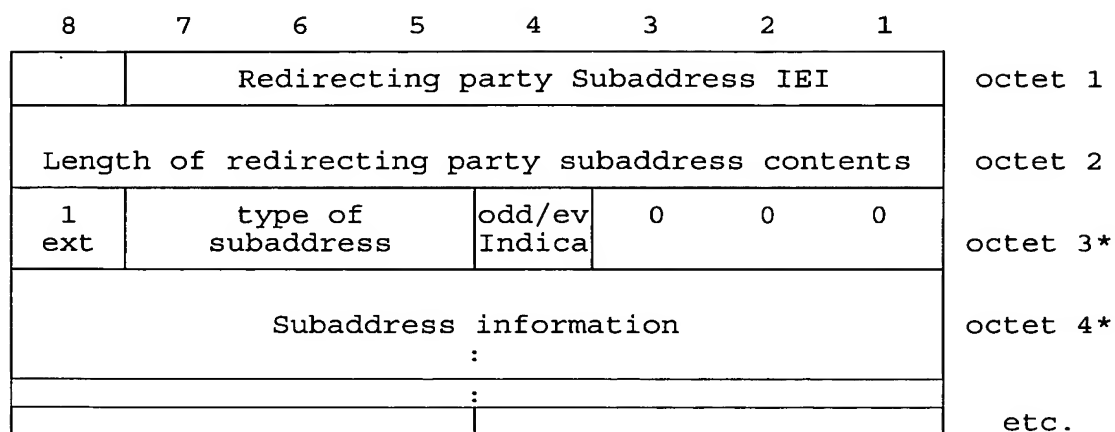 8 7 6 5 4 3 2 1
Redirecting party Subaddress IEI octet 1
Length of redirecting party subaddress contents octet 2
1 type of odd/ev 0 0 0
ext subaddress Indica octet 3*
Subaddress information octet 4*
:
:
etc.